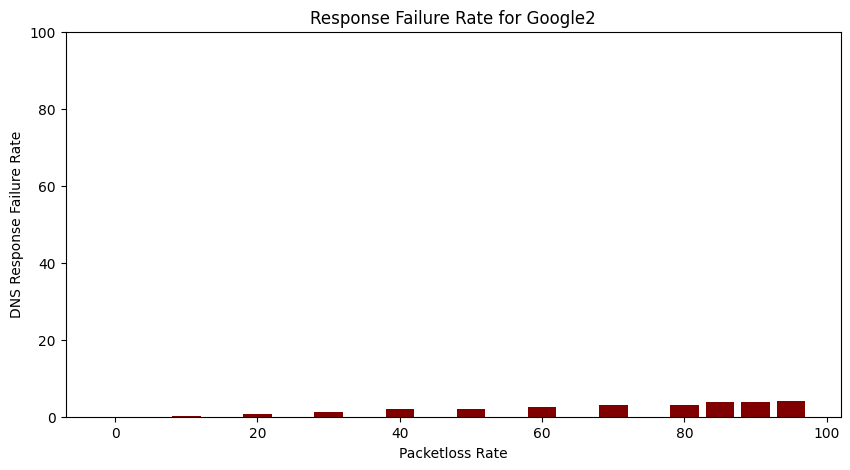 Response Failure Rate for Google2
100
80
60
40
20
0
DNS Response Failure Rate
0 20 40 60 80 100
Packetloss Rate